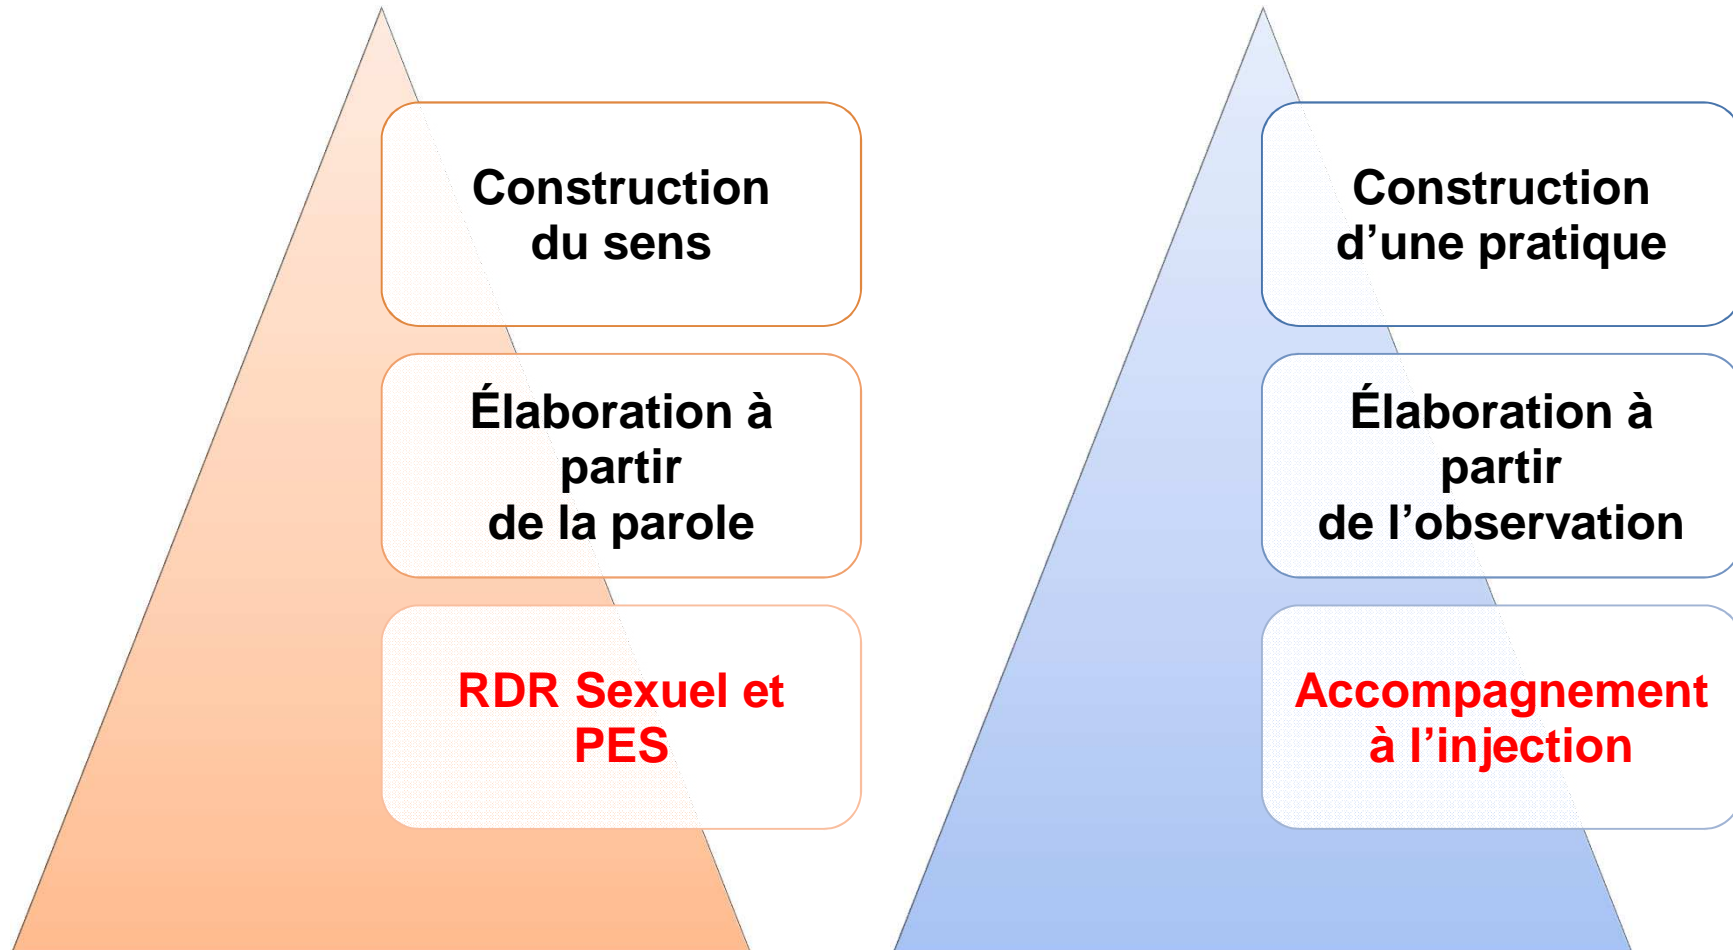 Construction
du sens
Élaboration à
partir
de la parole
RDR Sexuel et
PES
Construction
d’une pratique
Élaboration à
partir
de l’observation
Accompagnement
à l’injection